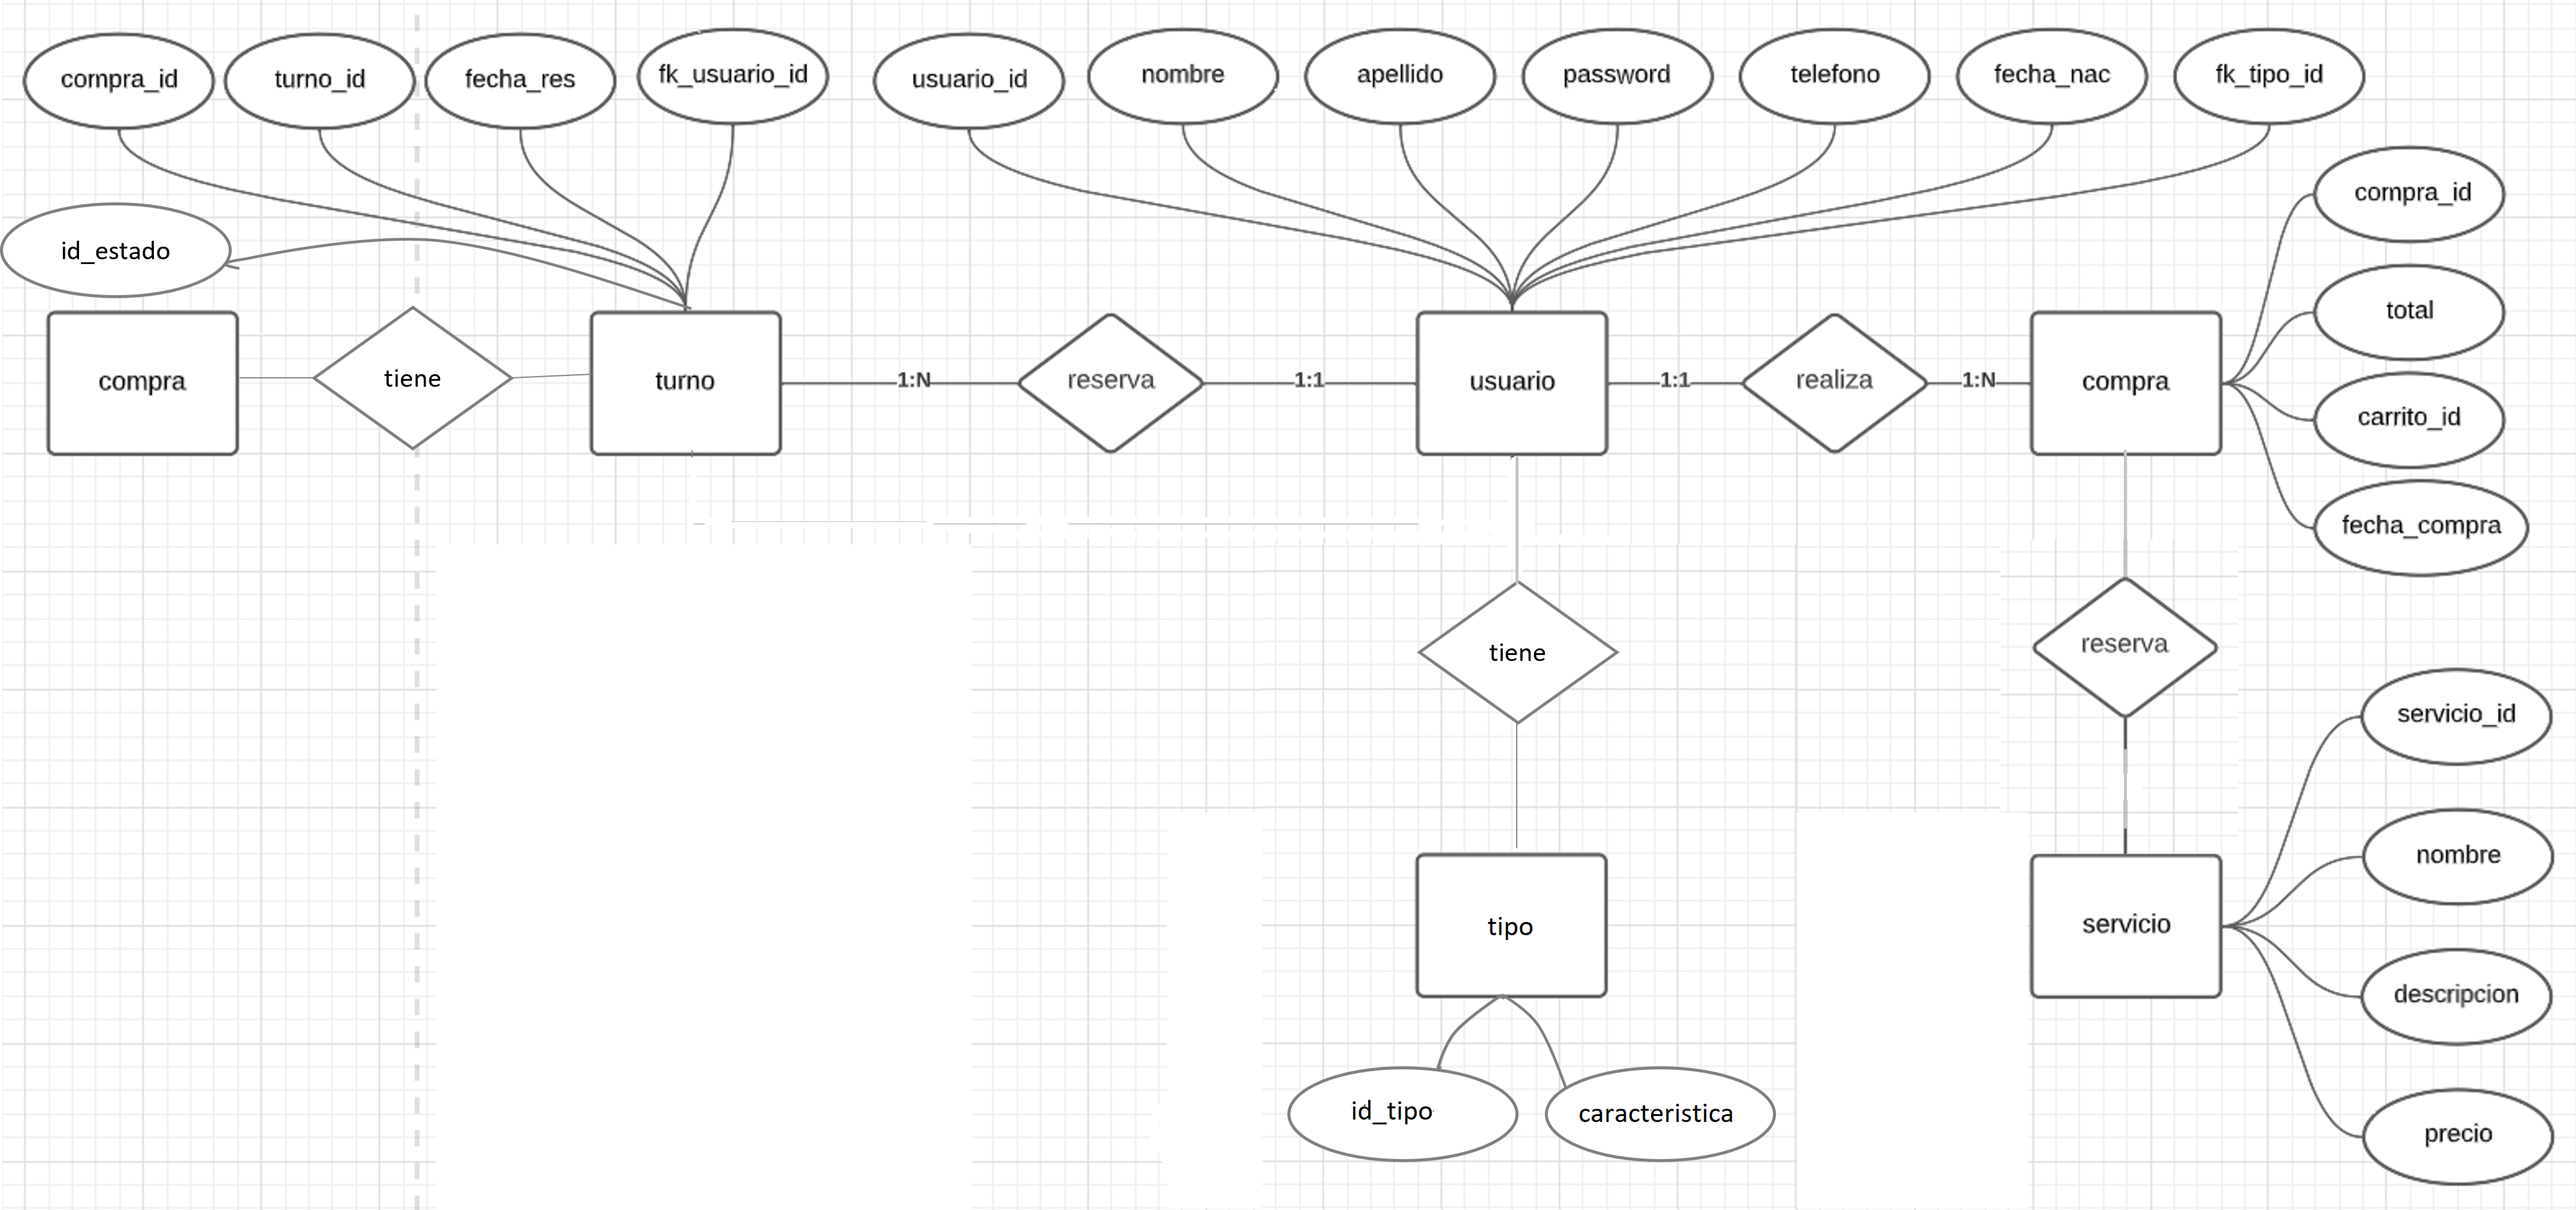 compra_id
turno_id
fecha_res
fk_usuario_id
usuario_id
nombre
apellido
password
telefono
fecha_nac
fk_tipo_id
compra_id
id_estado
total
compra
tiene
turno
1:N
reserva
1:1
usuario
1:1
realiza
1:N
compra
carrito_id
fecha_compra
tiene
reserva
servicio_id
nombre
tipo
servicio
descripcion
id_tipo
caracteristica
precio